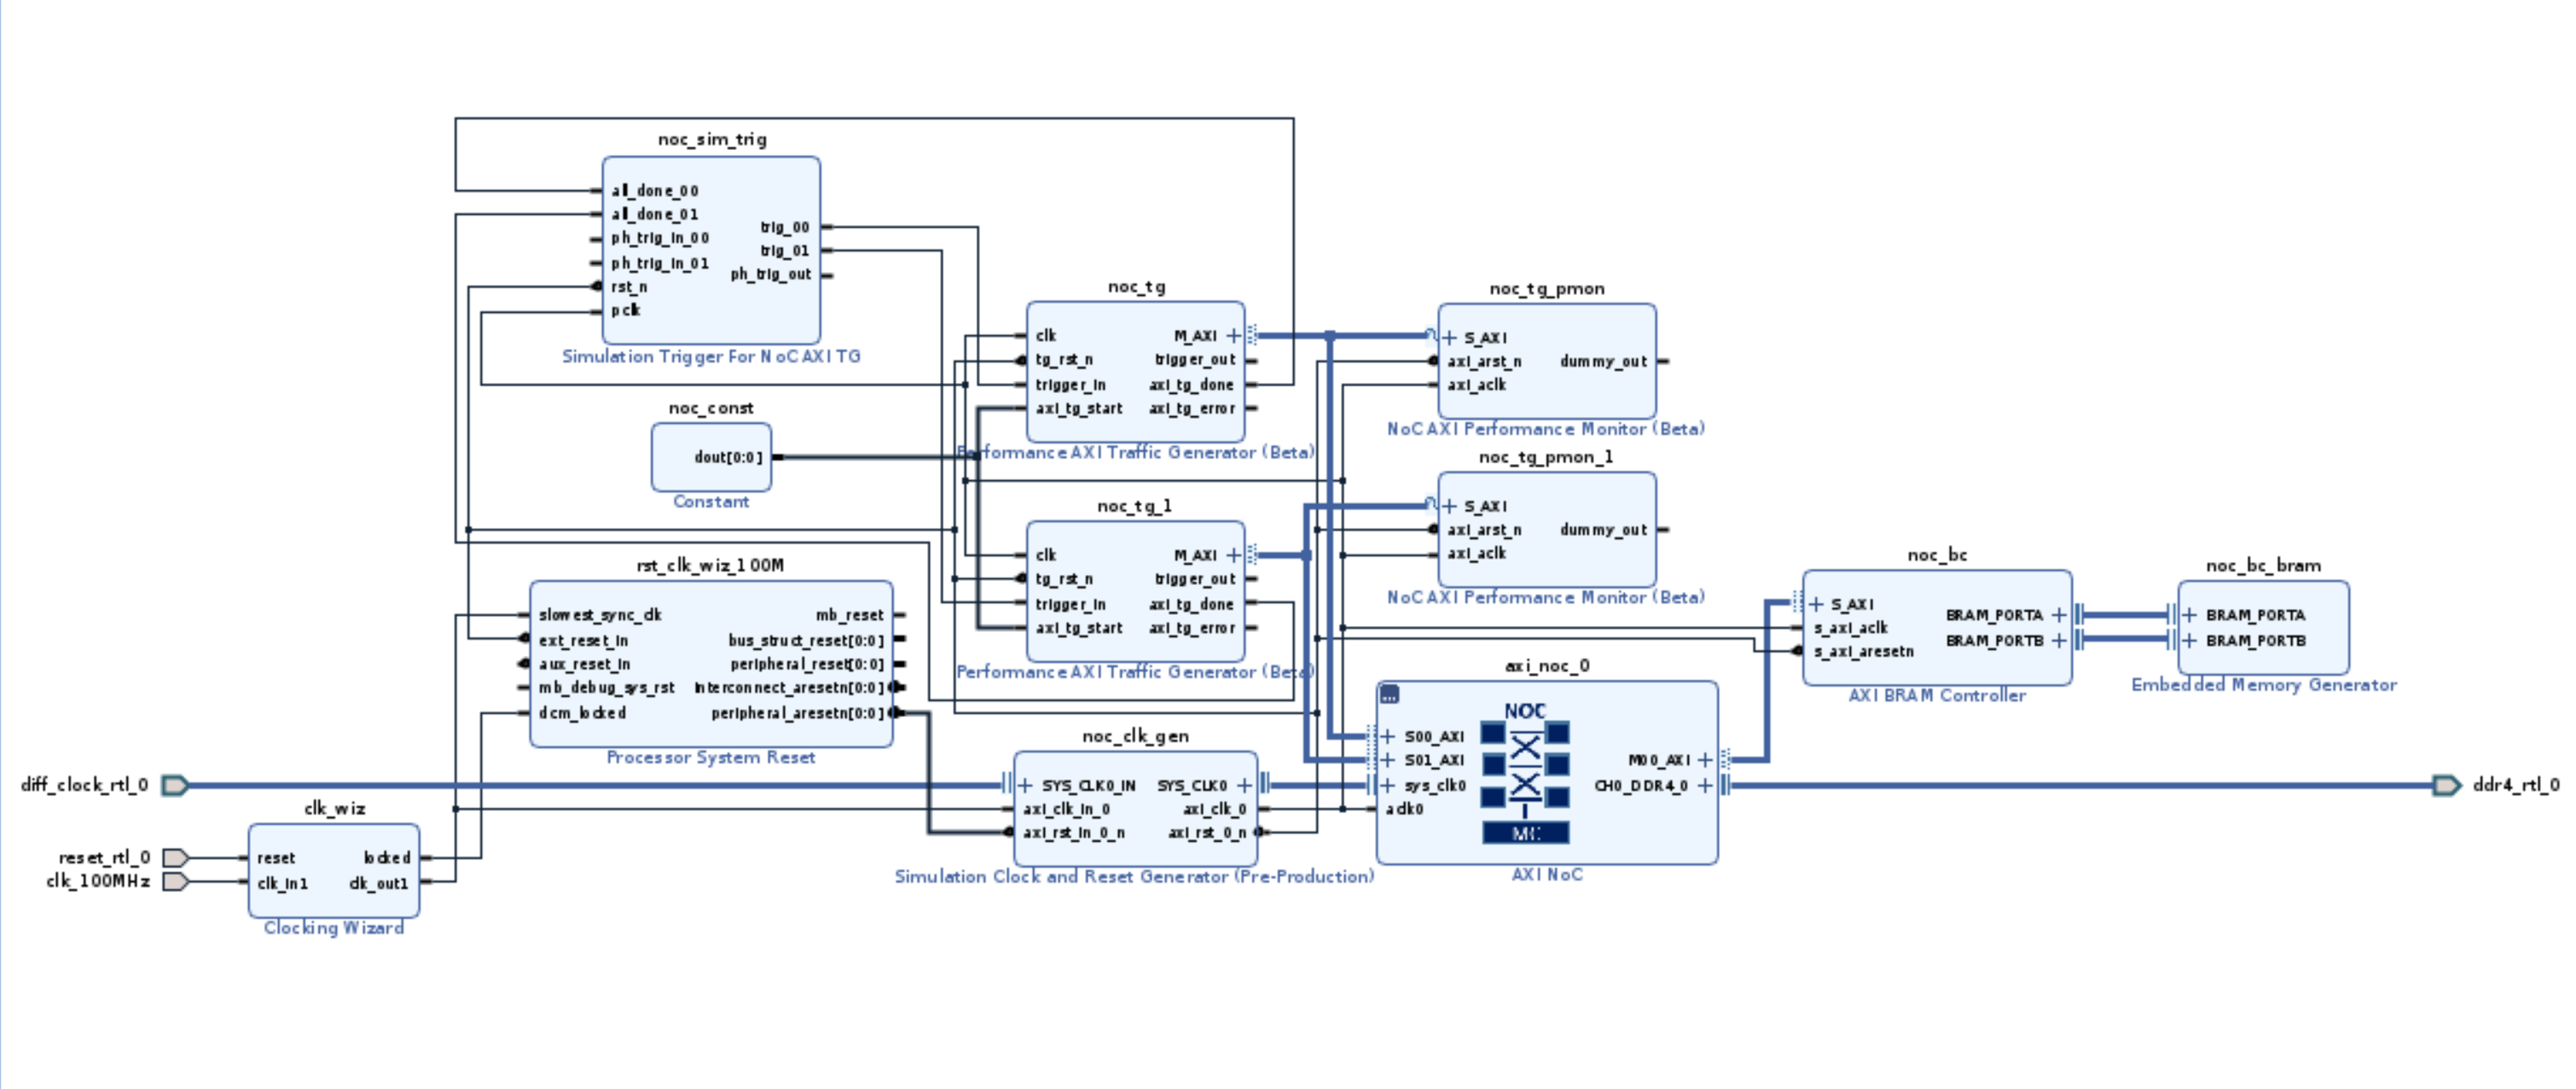 noc_sim_trig
all_done_00
all_done_01
ph_trig_in_00
ph_trig_in_01
rst_n
pclk
trig_00
trig_01
ph_trig_out
Simulation Trigger For NoC AXI TG
noc_const
dout[0:0]
Constant
noc_tg
clk
tg_rst_n
trigger_in
axi_tg_start
M_AXI
trigger_out
axi_tg_done
axi_tg_error
Performance AXI Traffic Generator (Beta)
noc_tg_pmon
S_AXI
axi_arst_n
axi_aclk
dummy_out
NoC AXI Performance Monitor (Beta)
noc_tg_1
clk
tg_rst_n
trigger_in
axi_tg_start
M_AXI
trigger_out
axi_tg_done
axi_tg_error
Performance AXI Traffic Generator (Beta)
noc_tg_pmon_1
S_AXI
axi_arst_n
axi_aclk
dummy_out
NoC AXI Performance Monitor (Beta)
rst_clk_wiz_100M
slowest_sync_clk
ext_reset_in
aux_reset_in
mb_debug_sys_rst
dcm_locked
mb_reset
bus_struct_reset[0:0]
peripheral_reset[0:0]
interconnect_aresetn[0:0]
peripheral_aresetn[0:0]
Processor System Reset
noc_bc
S_AXI
s_axi_aclk
s_axi_aresetn
BRAM_PORTA
BRAM_PORTB
AXI BRAM Controller
noc_bc_bram
BRAM_PORTA
BRAM_PORTB
Embedded Memory Generator
diff_clock_rtl_0
reset_rtl_0
clk_100MHz
clk_wiz
reset
clk_in1
locked
clk_out1
Clocking Wizard
noc_clk_gen
SYS_CLK0_IN
axi_clk_in_0
axi_rst_in_0_n
SYS_CLK0
axi_clk_0
axi_rst_0_n
Simulation Clock and Reset Generator (Pre-Production)
axi_noc_0
NOC
S00_AXI
S01_AXI
sys_clk0
aclk0
M00_AXI
CH0_DDR4_0
MC
AXI NoC
ddr4_rtl_0